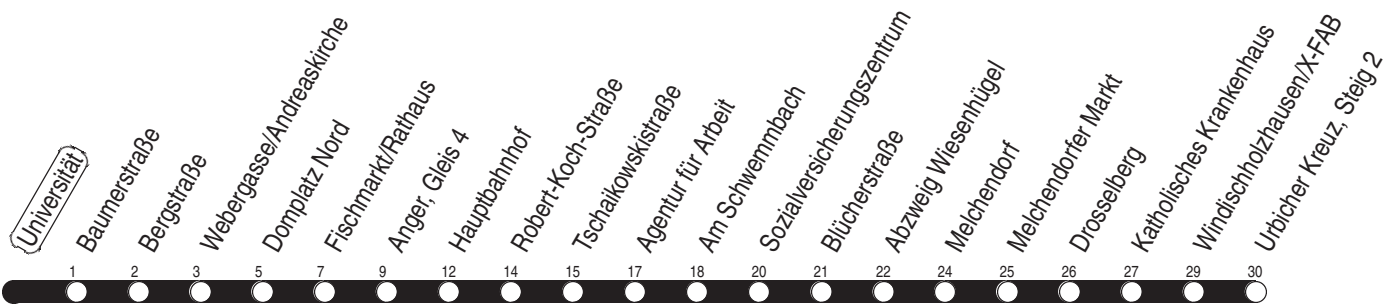 Universität
Baumerstraße
Bergstraße
Webergasse/Andreaskirche
Domplatz Nord
Fischmarkt/Rathaus
Anger, Gleis 4
Hauptbahnhof
Robert-Koch-Straße
Tschaikowskistraße
Agentur für Arbeit
Am Schwemmbach
Sozialversicherungszentrum
Blücherstraße
Abzweig Wiesenhügel
Melchendorf
Melchendorfer Markt
Drosselberg
Katholisches Krankenhaus
Windischholzhausen/X-FAB
Urbicher Kreuz, Steig 2
1 2 3 5 7 9 12 14 15 17 18 20 21 22 24 25 26 27 29 30